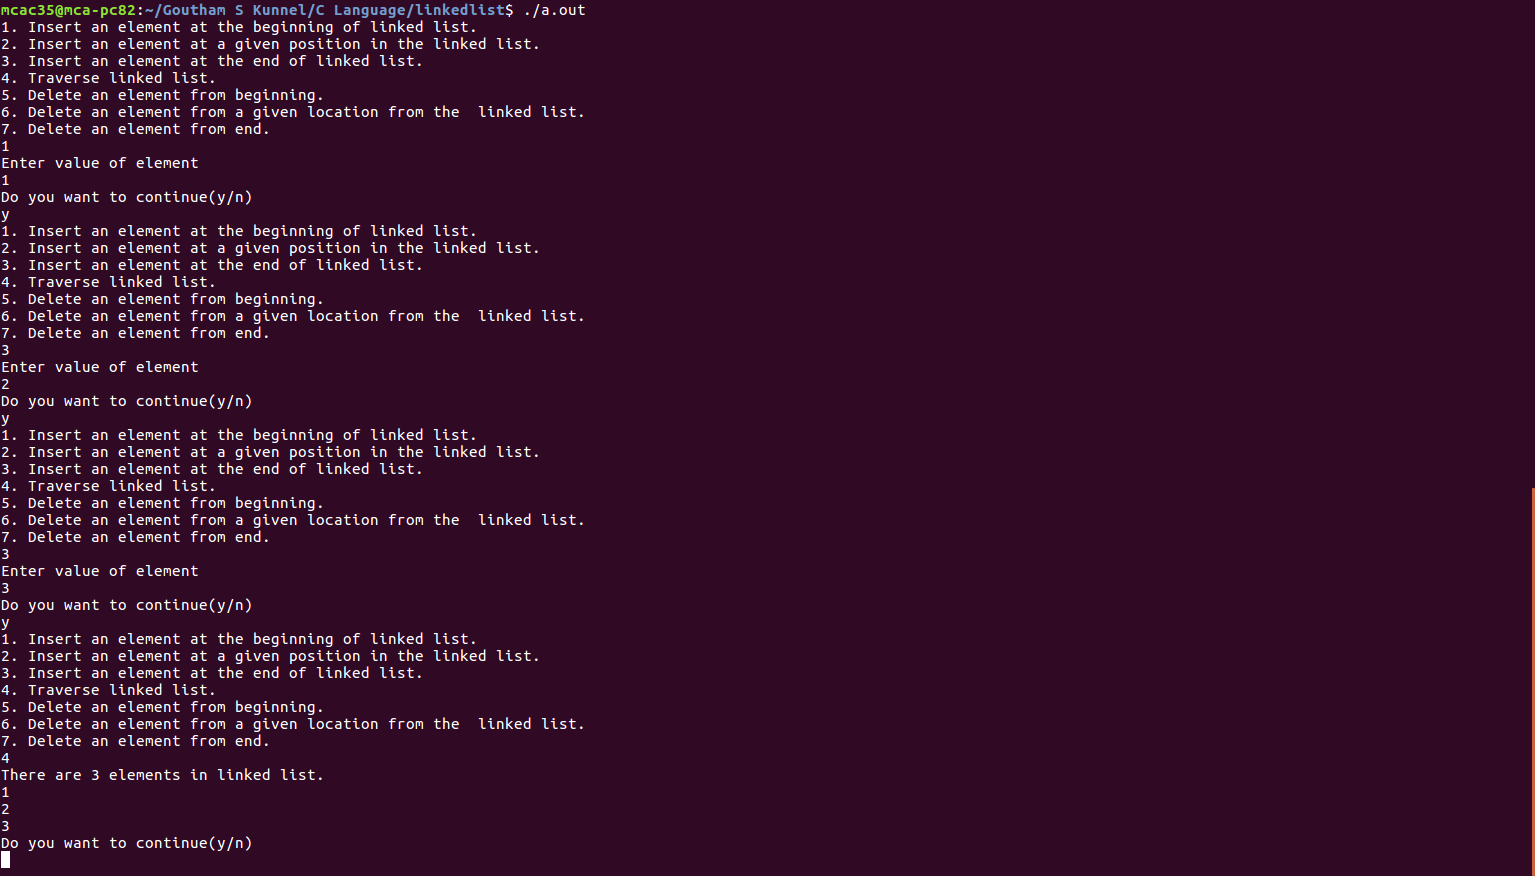 mcac35@mca-pc82:~/Goutham S Kunnel/C Language/linkedlist$ ./a.out
1. Insert an element at the beginning of linked list.
2. Insert an element at a given position in the linked list.
3. Insert an element at the end of linked list.
4. Traverse linked list.
5. Delete an element from beginning.
6. Delete an element from a given location from the  linked list.
7. Delete an element from end.
1
Enter value of element
1
Do you want to continue(y/n)
y
1. Insert an element at the beginning of linked list.
2. Insert an element at a given position in the linked list.
3. Insert an element at the end of linked list.
4. Traverse linked list.
5. Delete an element from beginning.
6. Delete an element from a given location from the  linked list.
7. Delete an element from end.
3
Enter value of element
2
Do you want to continue(y/n)
y
1. Insert an element at the beginning of linked list.
2. Insert an element at a given position in the linked list.
3. Insert an element at the end of linked list.
4. Traverse linked list.
5. Delete an element from beginning.
6. Delete an element from a given location from the  linked list.
7. Delete an element from end.
3
Enter value of element
3
Do you want to continue(y/n)
y
1. Insert an element at the beginning of linked list.
2. Insert an element at a given position in the linked list.
3. Insert an element at the end of linked list.
4. Traverse linked list.
5. Delete an element from beginning.
6. Delete an element from a given location from the  linked list.
7. Delete an element from end.
4
There are 3 elements in linked list.
1
2
3
Do you want to continue(y/n)